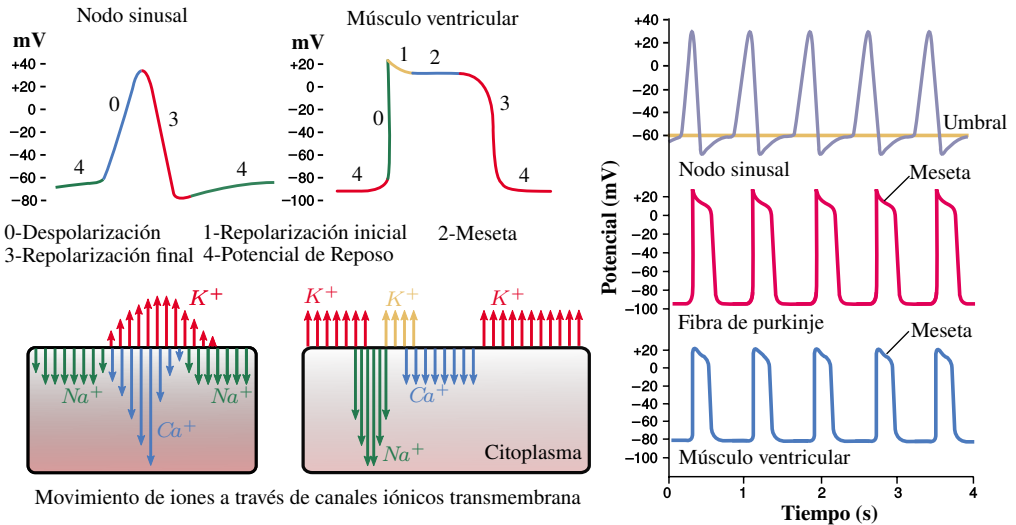 Nodo sinusal
mV
+40
+20
0
−20
−40
−60
−80
0
3
4
4
Músculo ventricular
mV
+40
+20
0
−20
−40
−60
−80
−100
1
2
0
3
4
4
0-Despolarización 1-Repolarización inicial 2-Meseta
3-Repolarización final 4-Potencial de Reposo
K+
Na+
Na+
Ca+
K+
K+
K+
Ca+
Na+
Citoplasma
Movimiento de iones a través de canales iónicos transmembrana
Potencial (mV)
+40
+20
0
−20
−40
−60
−80
Umbral
Nodo sinusal
+20
0
−20
−40
−60
−80
−100
Meseta
Fibra de purkinje
+20
0
−20
−40
−60
−80
−100
Meseta
Músculo ventricular
0 1 2 3 4
Tiempo (s)